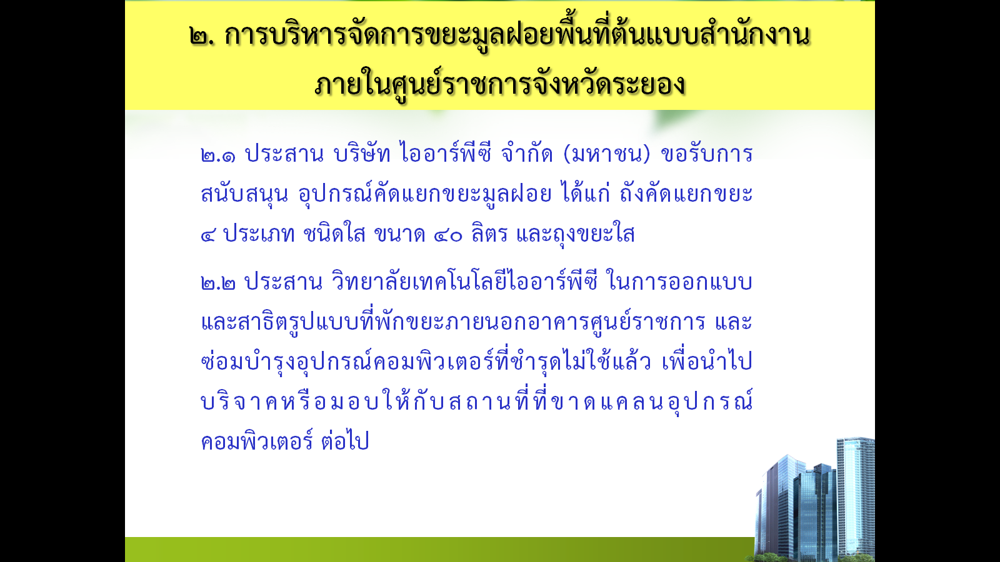 ๒. การบริหารจัดการขยะมูลฝอยพื้นที่ต้นแบบสำนักงาน
ภายในศูนย์ราชการจังหวัดระยอง
๒.๑ ประสาน บริษัท ไออาร์พีซี จำกัด (มหาชน) ขอรับการ
สนับสนุน อุปกรณ์คัดแยกขยะมูลฝอย ได้แก่ ถังคัดแยกขยะ
๔ ประเภท ชนิดใส ขนาด ๔๐ ลิตร และถุงขยะใส
๒.๒ ประสาน วิทยาลัยเทคโนโลยีไออาร์พีซี ในการออกแบบ
และสาธิตรูปแบบที่พักขยะภายนอกอาคารศูนย์ราชการ และ
ซ่อมบำรุงอุปกรณ์คอมพิวเตอร์ที่ชำรุดไม่ใช้แล้ว เพื่อนำไป
บริจาคหรือมอบให้กับสถานที่ที่ขาดแคลนอุปกรณ์
คอมพิวเตอร์ ต่อไป